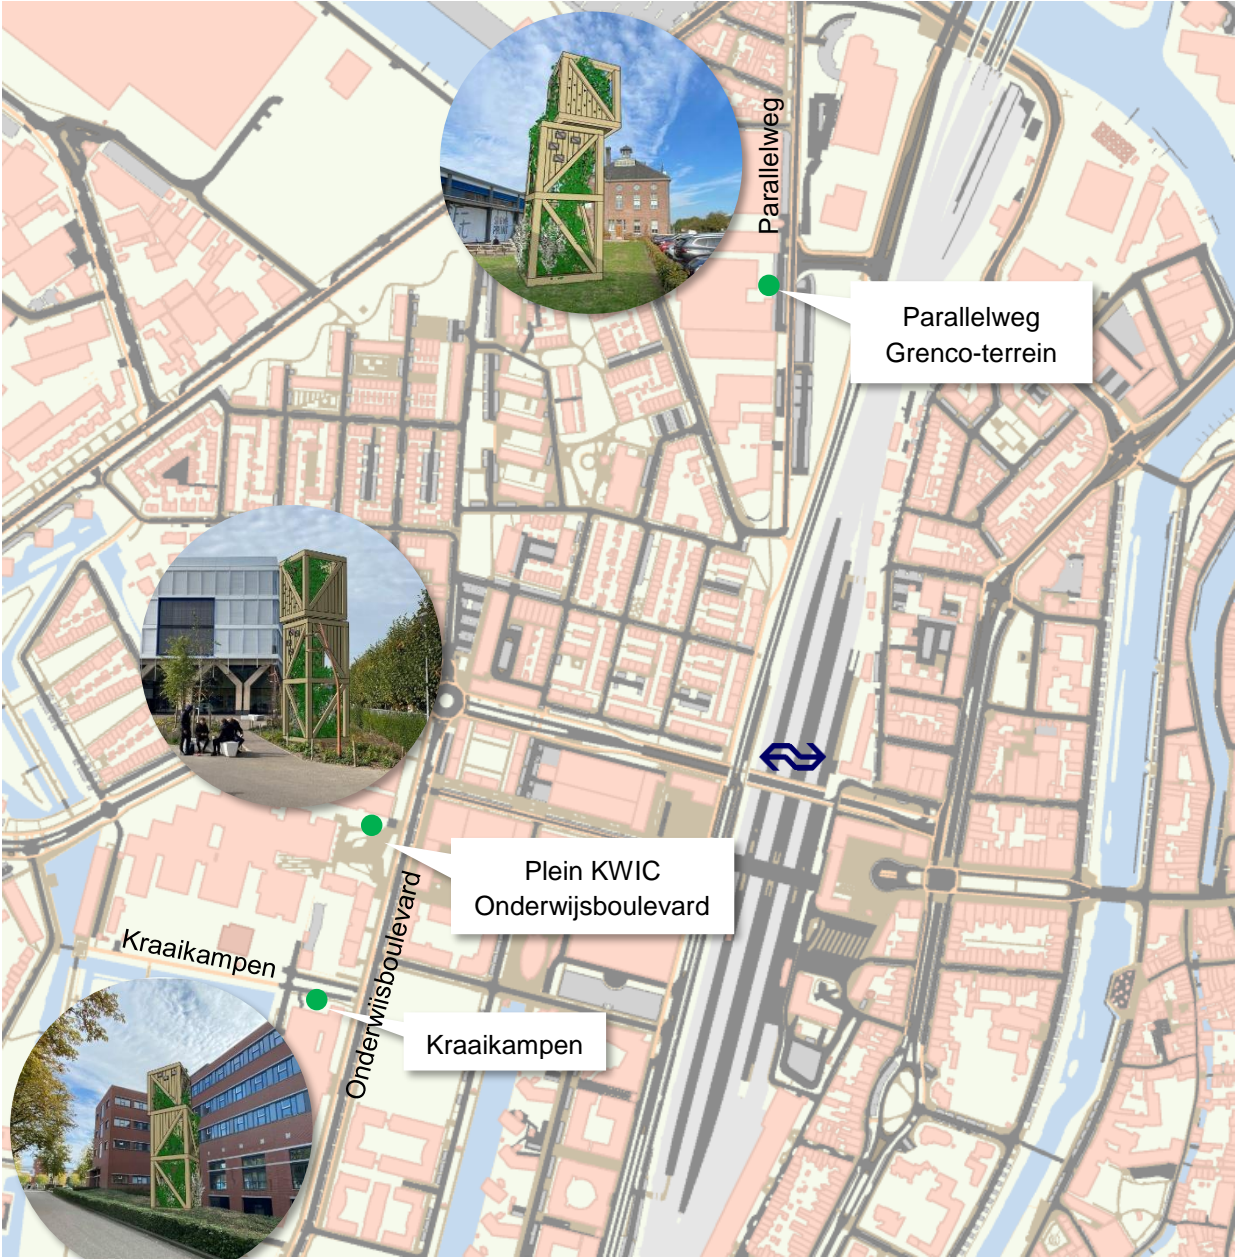 Parallelweg
Parallelweg
Grenco-terrein
Plein KWIC
Onderwijsboulevard
Onderwijsboulevard
Kraaikampen
Kraaikampen